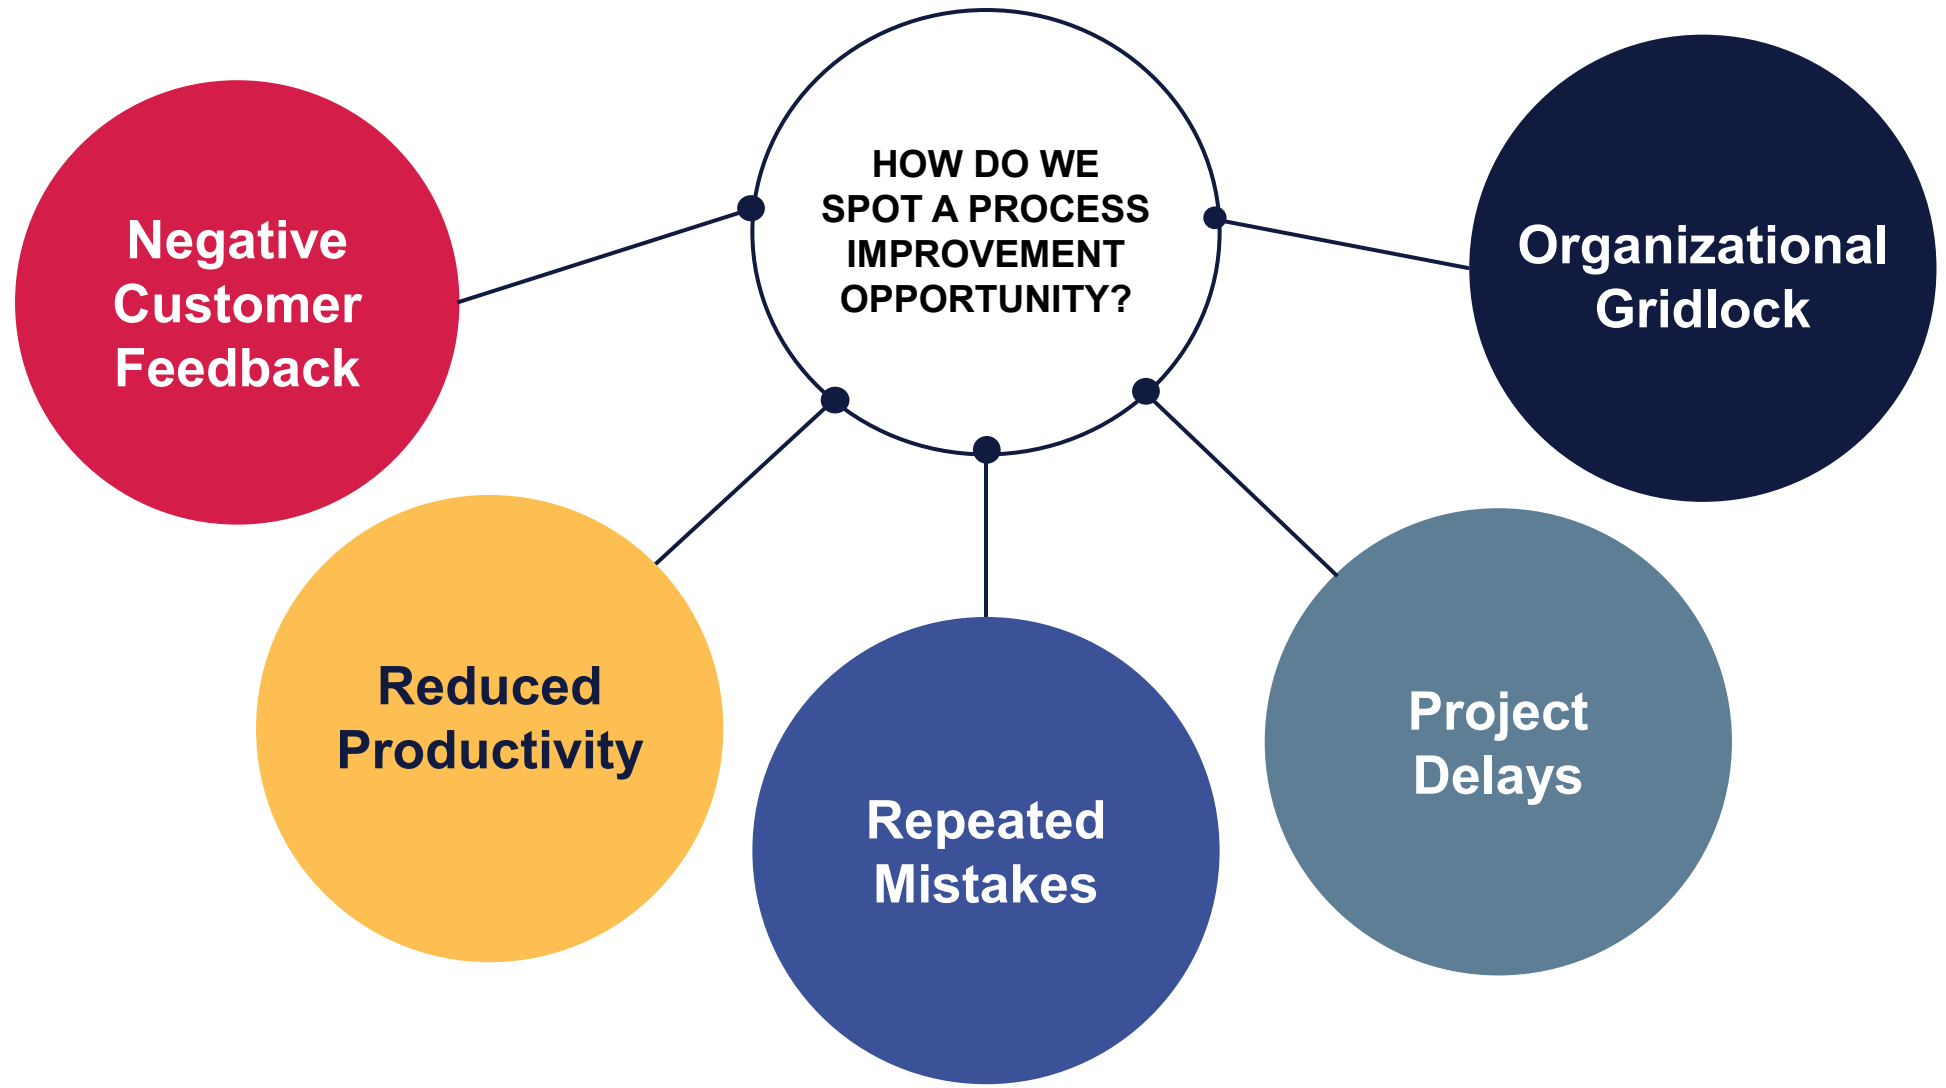 HOW DO WE
SPOT A PROCESS
IMPROVEMENT
OPPORTUNITY?
Negative
Customer
Feedback
Reduced
Productivity
Repeated
Mistakes
Project
Delays
Organizational
Gridlock